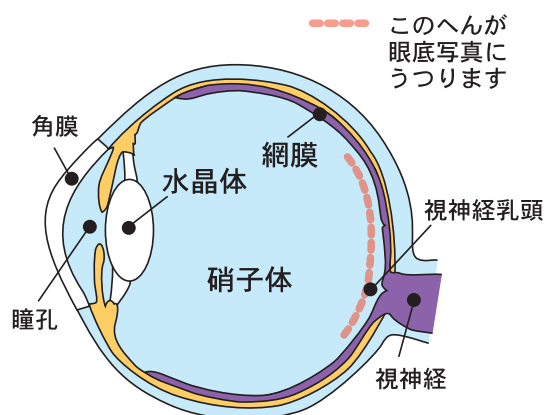 このへんが
眼底写真に
うつります
角膜
網膜
水晶体
視神経乳頭
硝子体
瞳孔
視神経